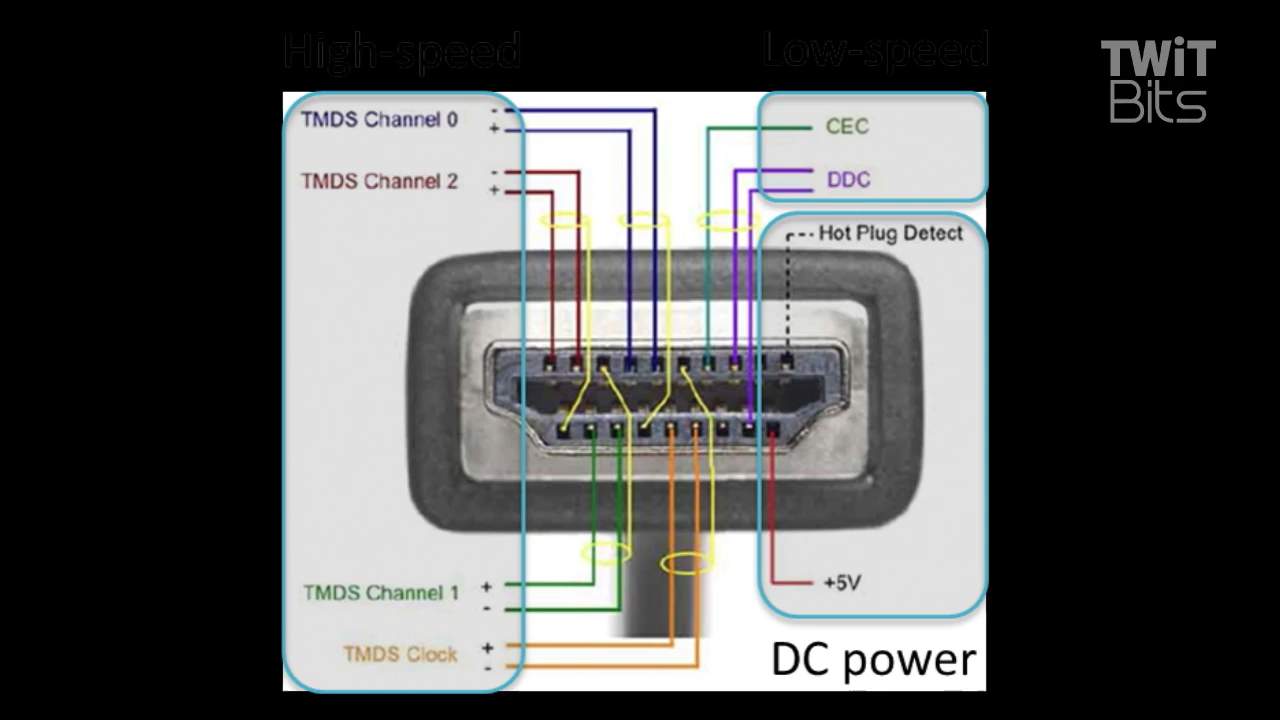 High-speed
Low-speed
TWiT
Bits
TMDS Channel 0
-
+
CEC
TMDS Channel 2
-
+
DDC
Hot Plug Detect
TMDS Channel 1
+
-
+5V
TMDS Clock
+
-
DC power